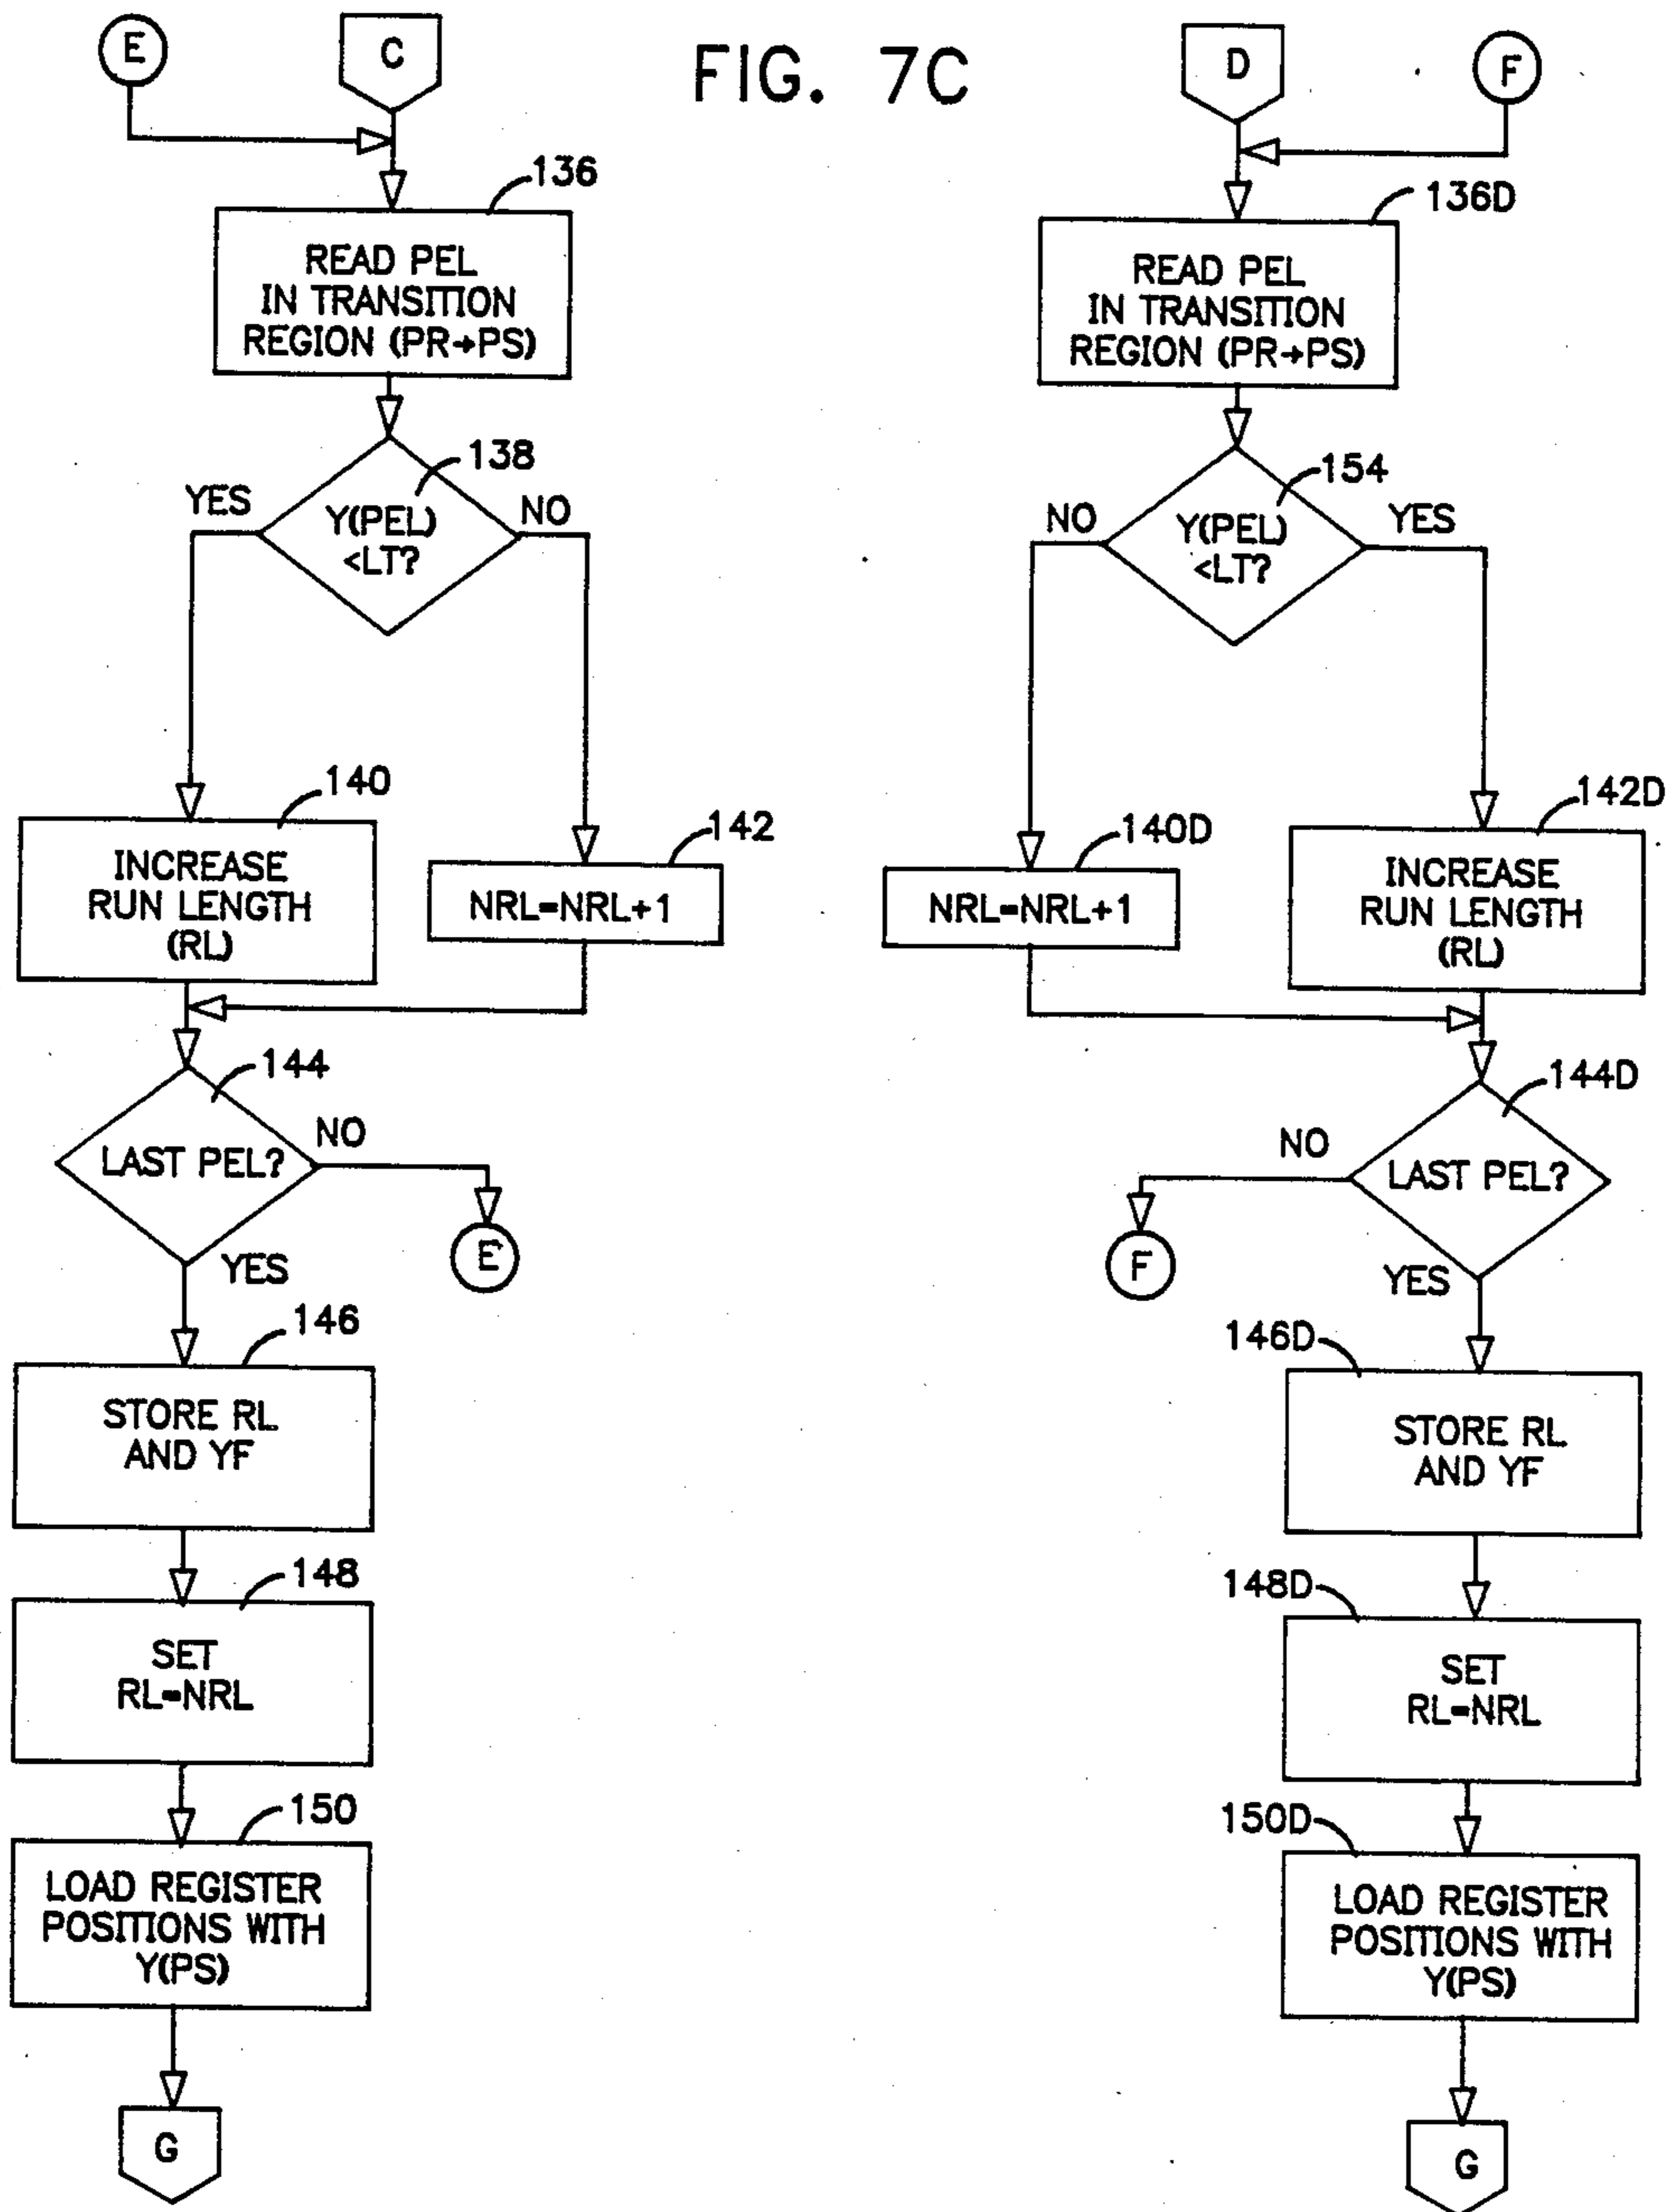 FIG. 7C
E
C
136
READ PEL
IN TRANSITION
REGION (PR→PS)
138
YES
Y(PEL)
<LT?
NO
140
INCREASE
RUN LENGTH
(RL)
142
NRL=NRL+1
144
LAST PEL?
NO
E
YES
146
STORE RL
AND YF
148
SET
RL=NRL
150
LOAD REGISTER
POSITIONS WITH
Y(PS)
G
D
F
136D
READ PEL
IN TRANSITION
REGION (PR→PS)
154
NO
Y(PEL)
<LT?
YES
140D
NRL=NRL+1
142D
INCREASE
RUN LENGTH
(RL)
144D
NO
LAST PEL?
F
YES
146D
STORE RL
AND YF
148D
SET
RL=NRL
150D
LOAD REGISTER
POSITIONS WITH
Y(PS)
G